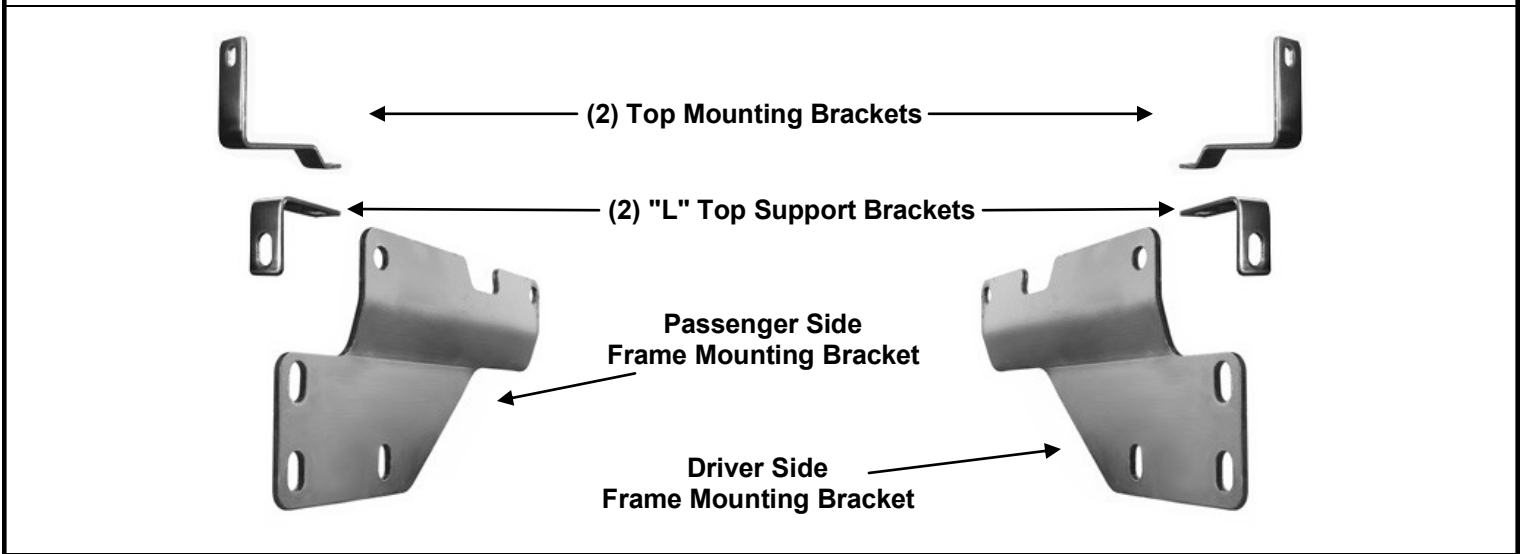 (2) Top Mounting Brackets
(2) "L" Top Support Brackets
Passenger Side
Frame Mounting Bracket
Driver Side
Frame Mounting Bracket